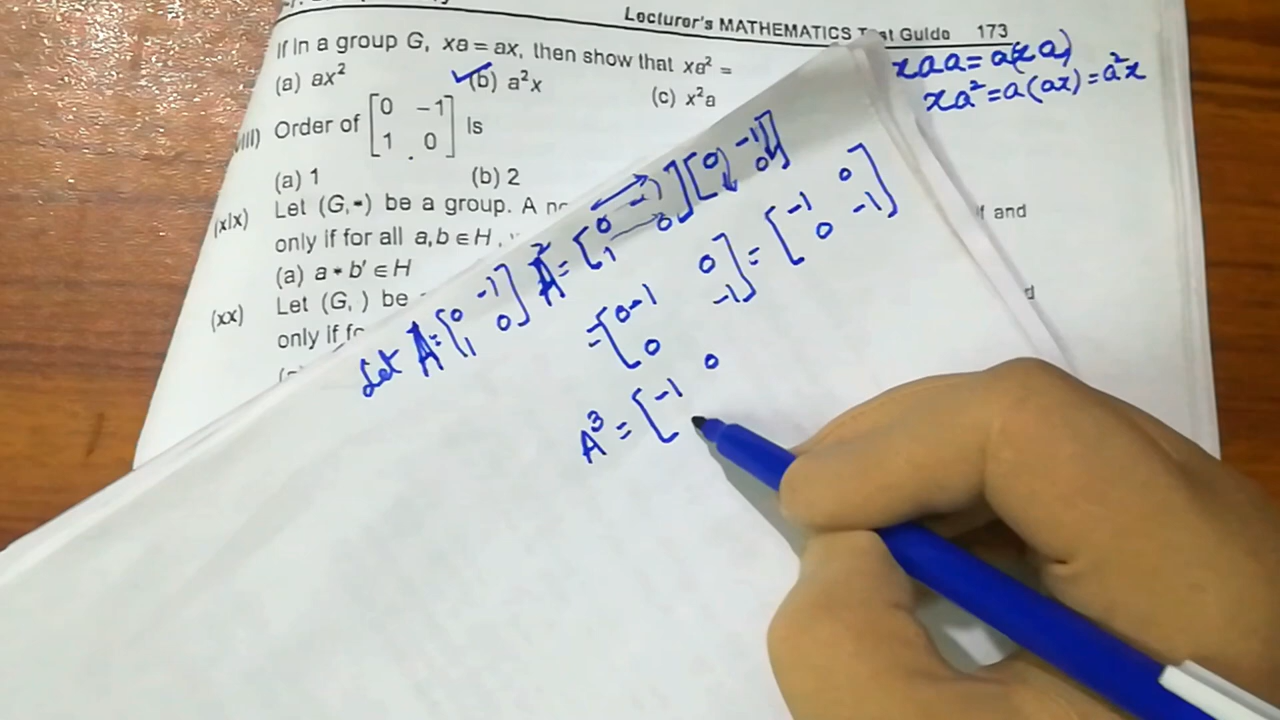 Lecturer's MATHEMATICS Test Guide 173
If in a group G, xa = ax, then show that xa² =
(a) ax² (b) a²x (c) x²a
xaa = a(xa)
xa² = a(ax) = a²x
Order of [0 -1
1 0] is
(a) 1 (b) 2
(xix) Let (G,-) be a group. A
only if for all a,b ∈ H
if and
(a) a * b' ∈ H
(xx) Let (G, ) be
only if
Let A = [0 -1
1 0]
A² = [0 -1
1 0] [0 -1
1 0]
= [0-1 0
0 -1] = [-1 0
0 -1]
A³ = [-1 0